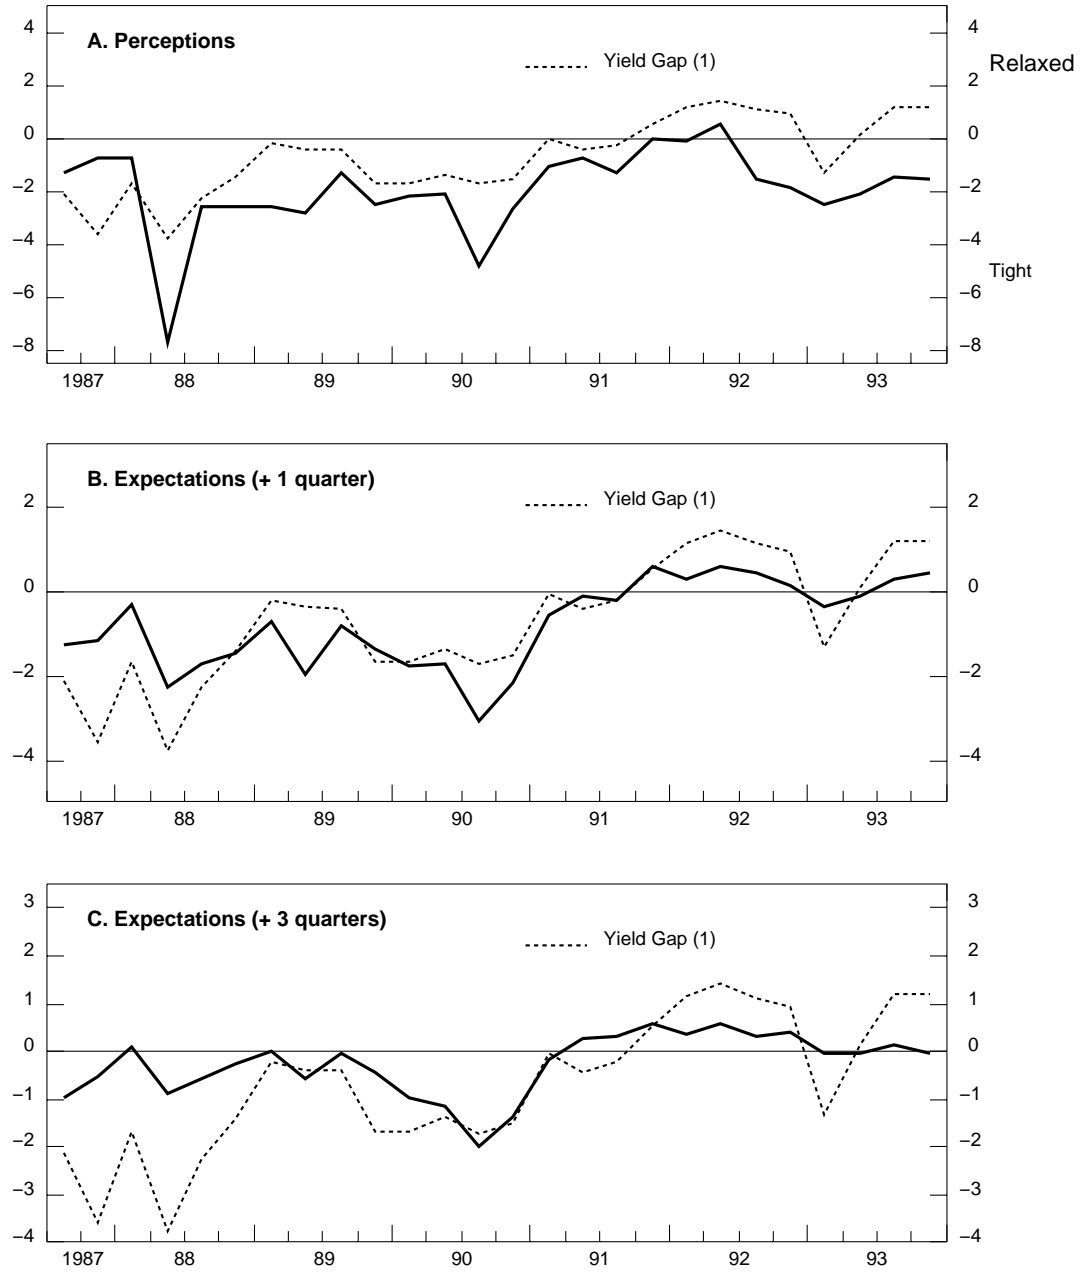 4 4
A. Perceptions
Yield Gap (1) Relaxed
2 2
0 0
−2 −2
−4 −4
Tight
−6 −6
−8 −8
1987 88 89 90 91 92 93
B. Expectations (+ 1 quarter)
Yield Gap (1)
2 2
0 0
−2 −2
−4 −4
1987 88 89 90 91 92 93
3 3
C. Expectations (+ 3 quarters)
Yield Gap (1)
2 2
1 1
0 0
−1 −1
−2 −2
−3 −3
−4 −4
1987 88 89 90 91 92 93